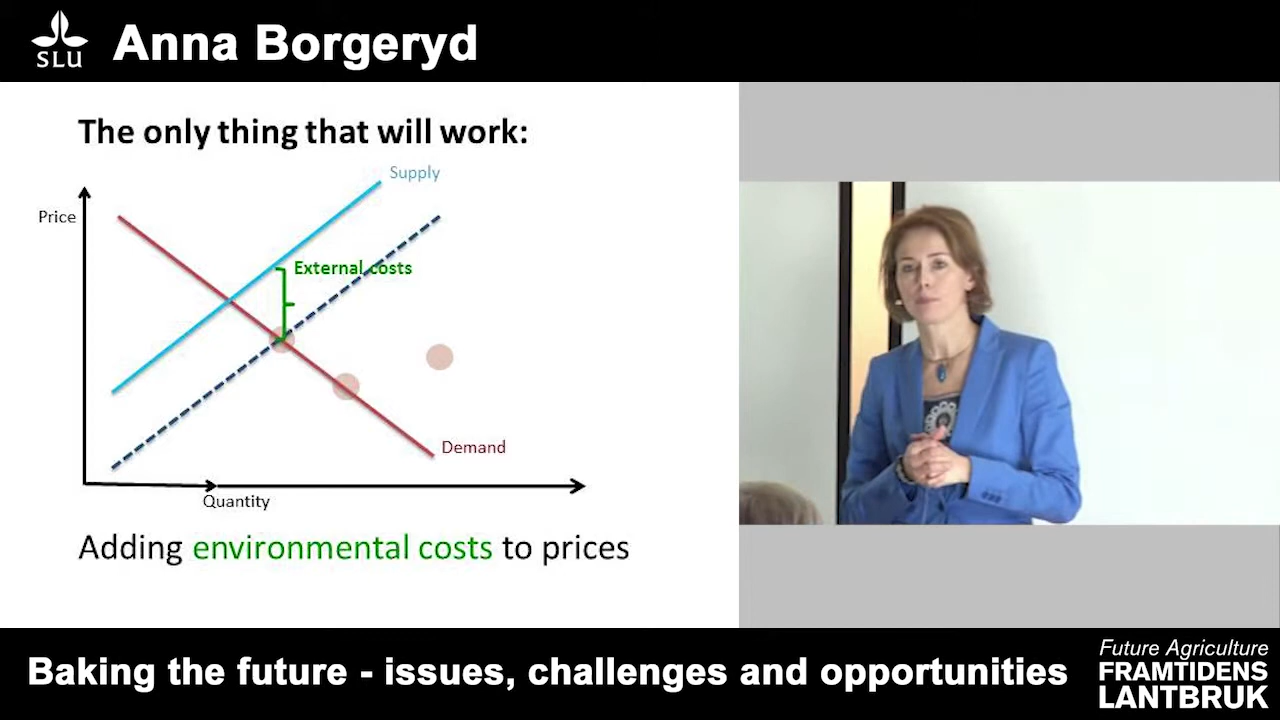 SLU
Anna Borgeryd
The only thing that will work:
Supply
Price
External costs
Demand
Quantity
Adding environmental costs to prices
Baking the future - issues, challenges and opportunities
Future Agriculture
FRAMTIDENS
LANTBRUK